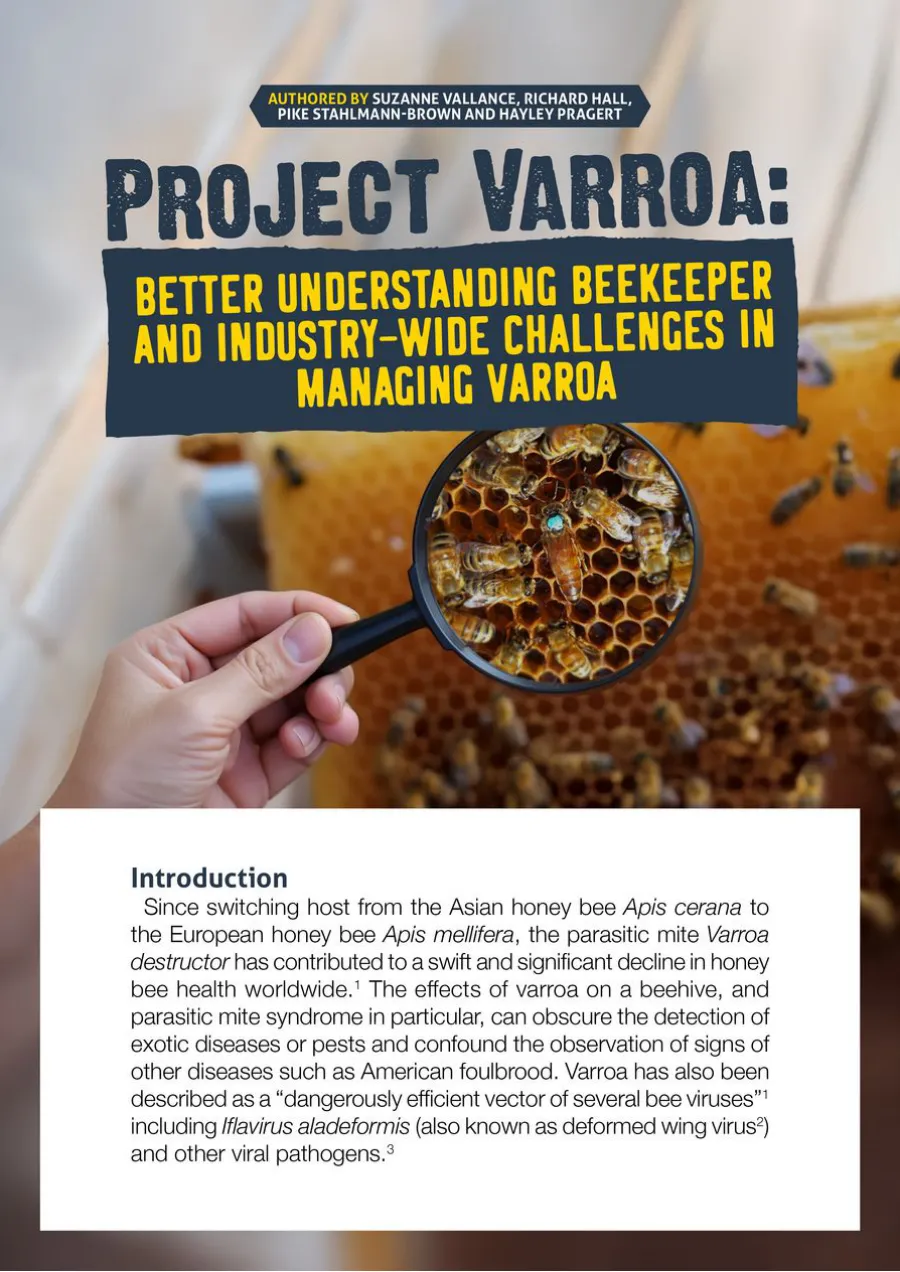 AUTHORED BY SUZANNE VALLANCE, RICHARD HALL,
PIKE STAHLMANN-BROWN AND HAYLEY PRAGERT
PROJECT VARROA:
BETTER UNDERSTANDING BEEKEEPER
AND INDUSTRY-WIDE CHALLENGES IN
MANAGING VARROA
Introduction
Since switching host from the Asian honey bee Apis cerana to
the European honey bee Apis mellifera, the parasitic mite Varroa
destructor has contributed to a swift and significant decline in honey
bee health worldwide.¹ The effects of varroa on a beehive, and
parasitic mite syndrome in particular, can obscure the detection of
exotic diseases or pests and confound the observation of signs of
other diseases such as American foulbrood. Varroa has also been
described as a “dangerously efficient vector of several bee viruses”¹
including Iflavirus aladeformis (also known as deformed wing virus²)
and other viral pathogens.³